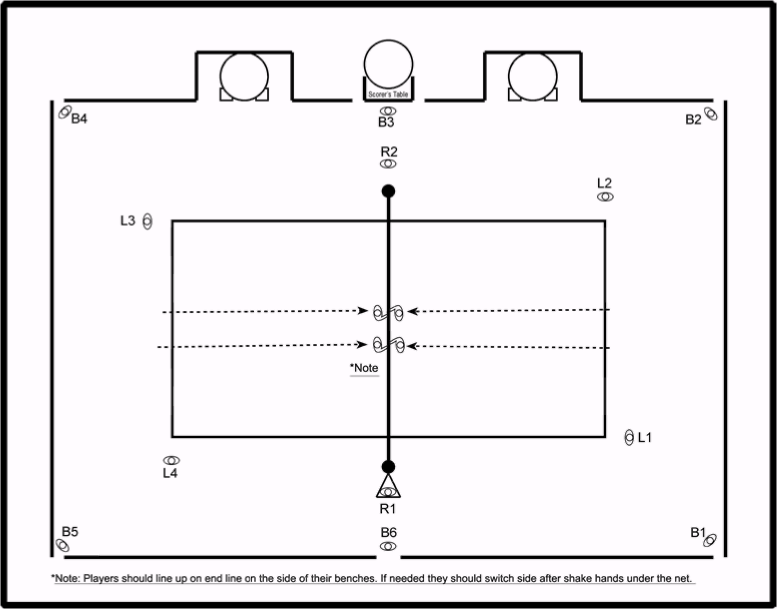 Scorer's Table
B4
B3
B2
R2
L2
L3
*Note
L1
L4
R1
B5
B6
B1
*Note: Players should line up on end line on the side of their benches. If needed they should switch side after shake hands under the net.